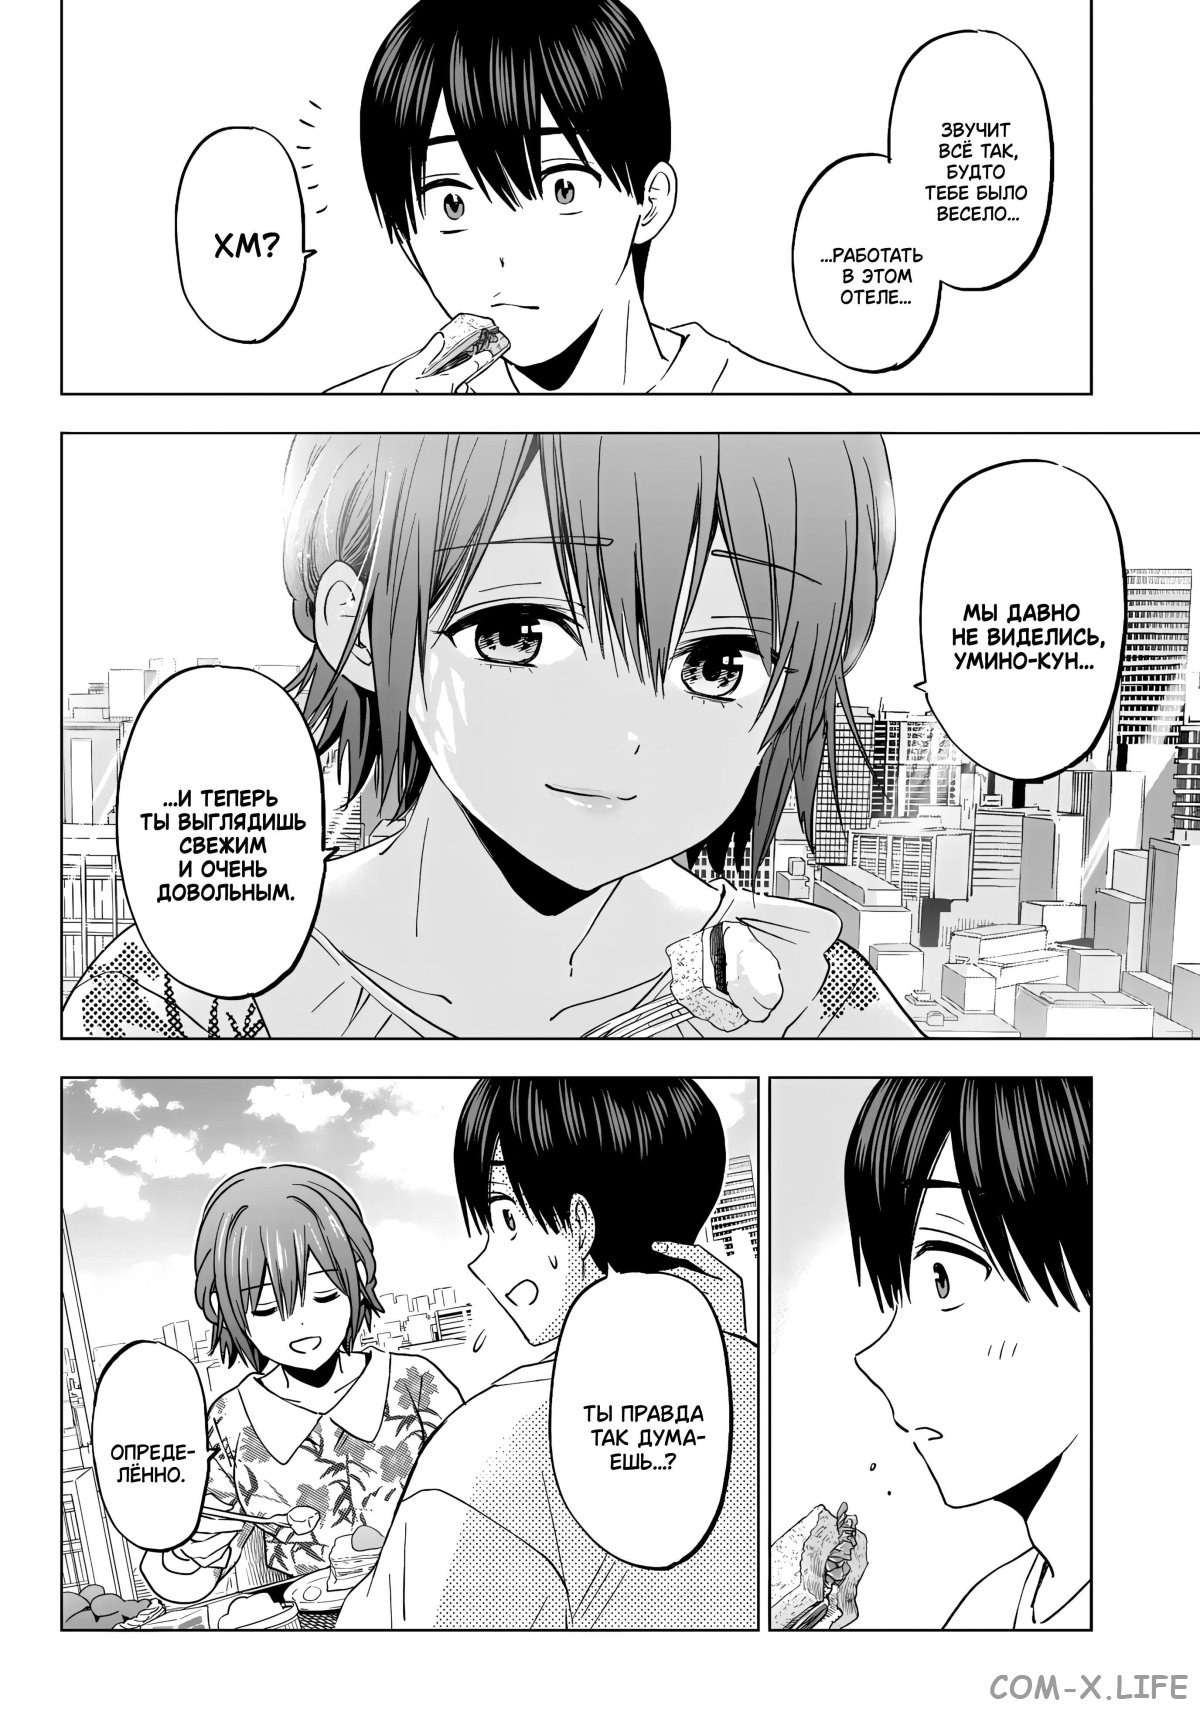 ЗВУЧИТ
ВСЁ ТАК,
БУДТО
ТЕБЕ БЫЛО
ВЕСЕЛО...
...РАБОТАТЬ
В ЭТОМ
ОТЕЛЕ...
ХМ?
МЫ ДАВНО
НЕ ВИДЕЛИСЬ,
УМИНО-КУН...
...И ТЕПЕРЬ
ТЫ ВЫГЛЯДИШЬ
СВЕЖИМ
И ОЧЕНЬ
ДОВОЛЬНЫМ.
ТЫ ПРАВДА
ТАК ДУМА-
ЕШЬ...?
ОПРЕДЕ-
ЛЁННО.
COM-X.LIFE